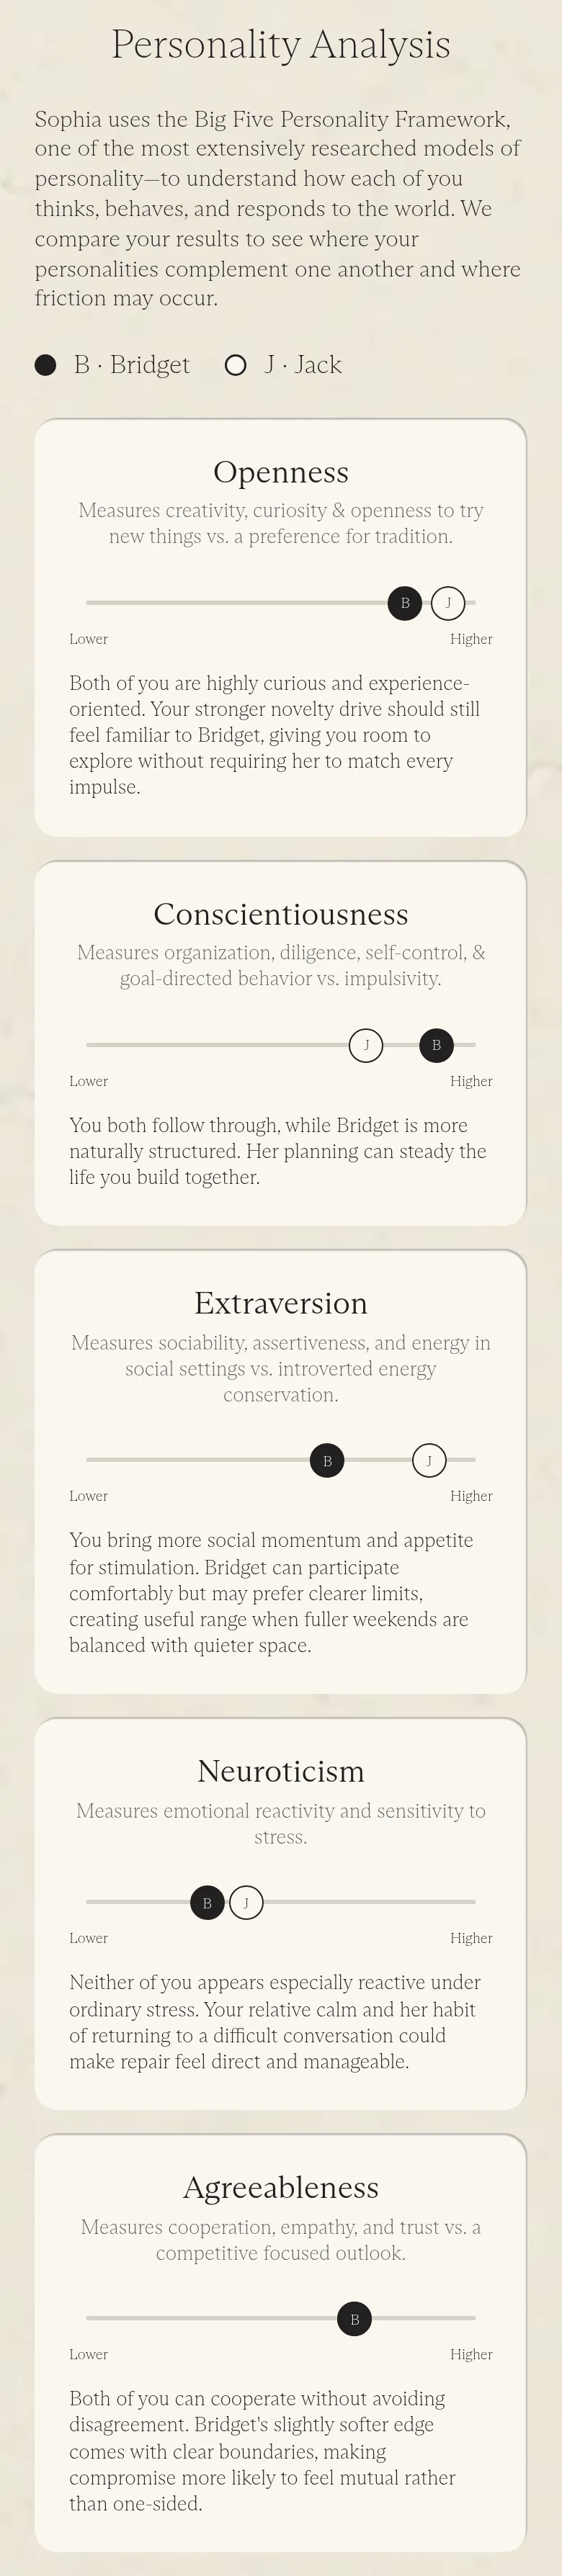 Personality Analysis
Sophia uses the Big Five Personality Framework,
one of the most extensively researched models of
personality—to understand how each of you
thinks, behaves, and responds to the world. We
compare your results to see where your
personalities complement one another and where
friction may occur.
B · Bridget J · Jack
Openness
Measures creativity, curiosity & openness to try
new things vs. a preference for tradition.
B J
Lower Higher
Both of you are highly curious and experience-
oriented. Your stronger novelty drive should still
feel familiar to Bridget, giving you room to
explore without requiring her to match every
impulse.
Conscientiousness
Measures organization, diligence, self-control, &
goal-directed behavior vs. impulsivity.
J B
Lower Higher
You both follow through, while Bridget is more
naturally structured. Her planning can steady the
life you build together.
Extraversion
Measures sociability, assertiveness, and energy in
social settings vs. introverted energy
conservation.
B J
Lower Higher
You bring more social momentum and appetite
for stimulation. Bridget can participate
comfortably but may prefer clearer limits,
creating useful range when fuller weekends are
balanced with quieter space.
Neuroticism
Measures emotional reactivity and sensitivity to
stress.
B J
Lower Higher
Neither of you appears especially reactive under
ordinary stress. Your relative calm and her habit
of returning to a difficult conversation could
make repair feel direct and manageable.
Agreeableness
Measures cooperation, empathy, and trust vs. a
competitive focused outlook.
B
Lower Higher
Both of you can cooperate without avoiding
disagreement. Bridget's slightly softer edge
comes with clear boundaries, making
compromise more likely to feel mutual rather
than one-sided.